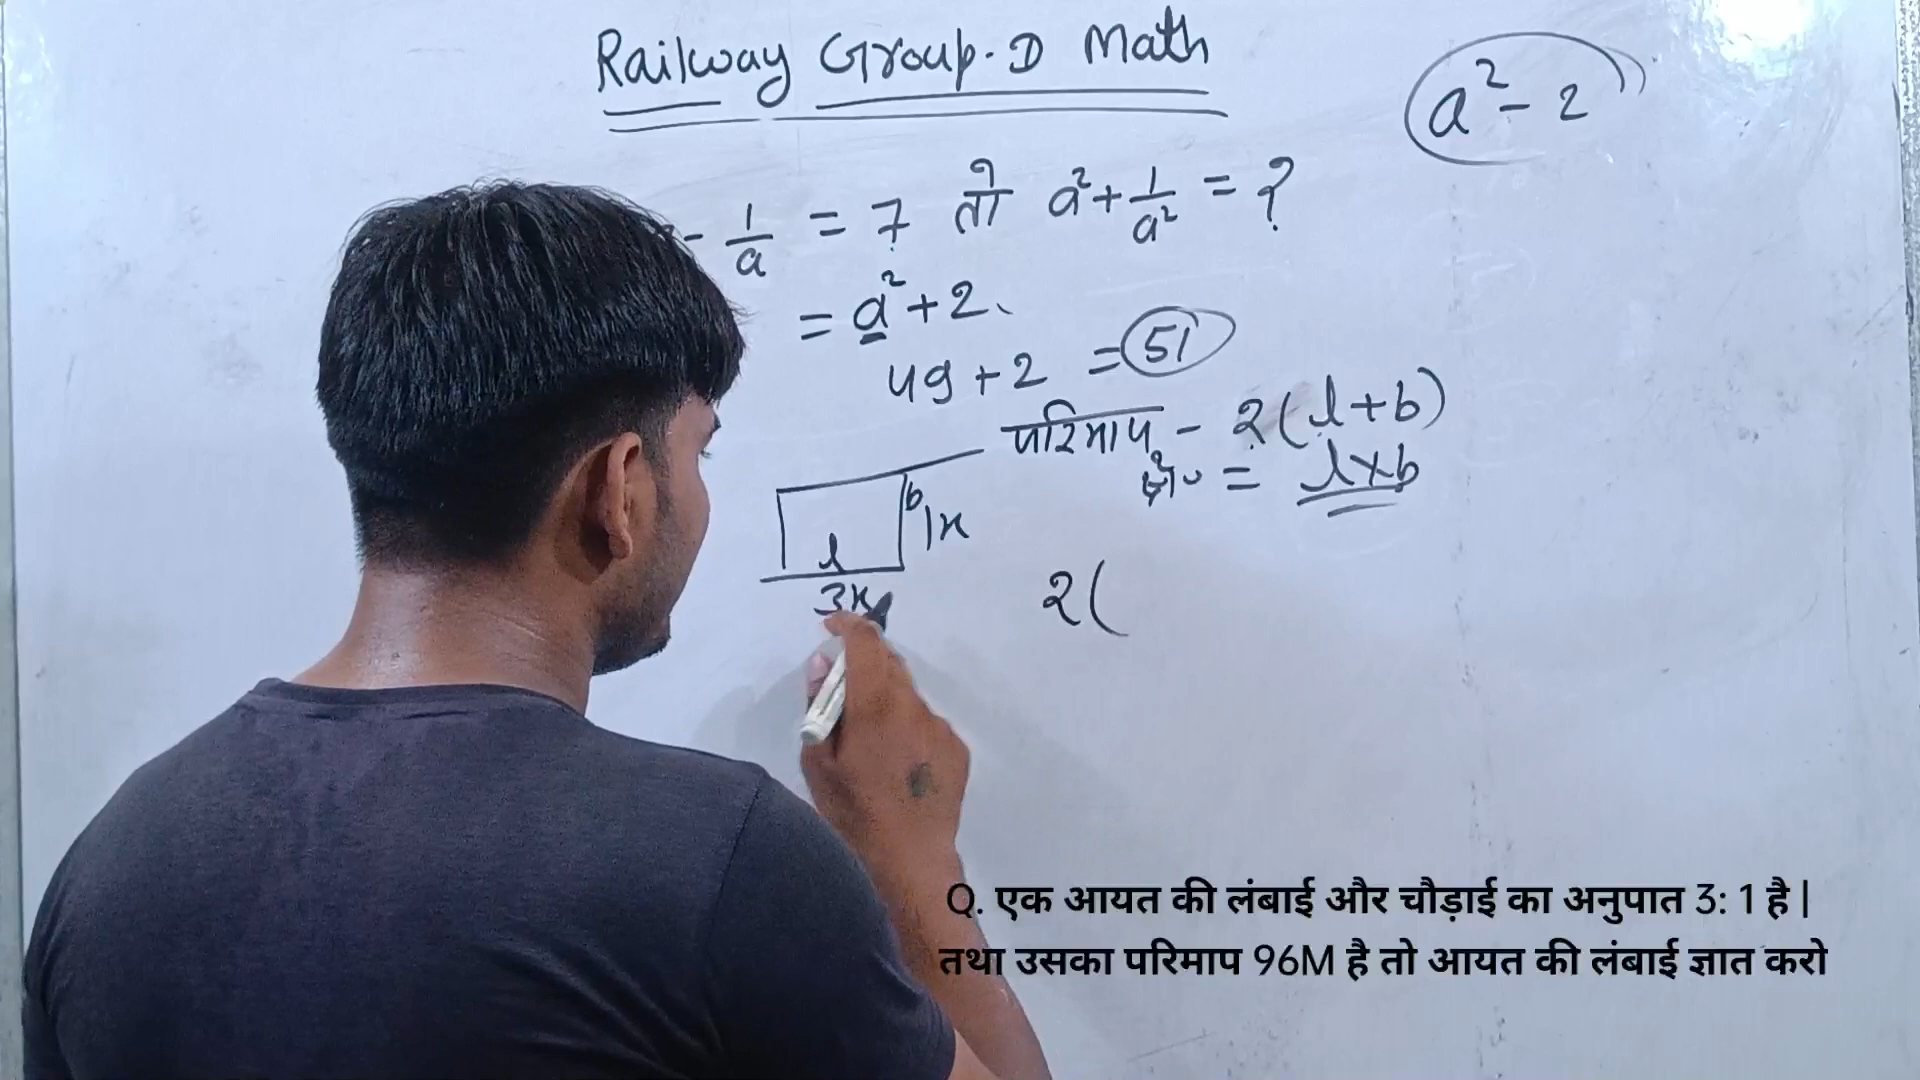 Railway Group. D Math
a² - 2
- 1/a = 7 तो a² + 1/a² = ?
= a² + 2
49 + 2 = 51
परिमाप - 2(l+b)
क्षे० = l×b
b
1x
l
3x
2(
Q. एक आयत की लंबाई और चौड़ाई का अनुपात 3: 1 है |
तथा उसका परिमाप 96M है तो आयत की लंबाई ज्ञात करो